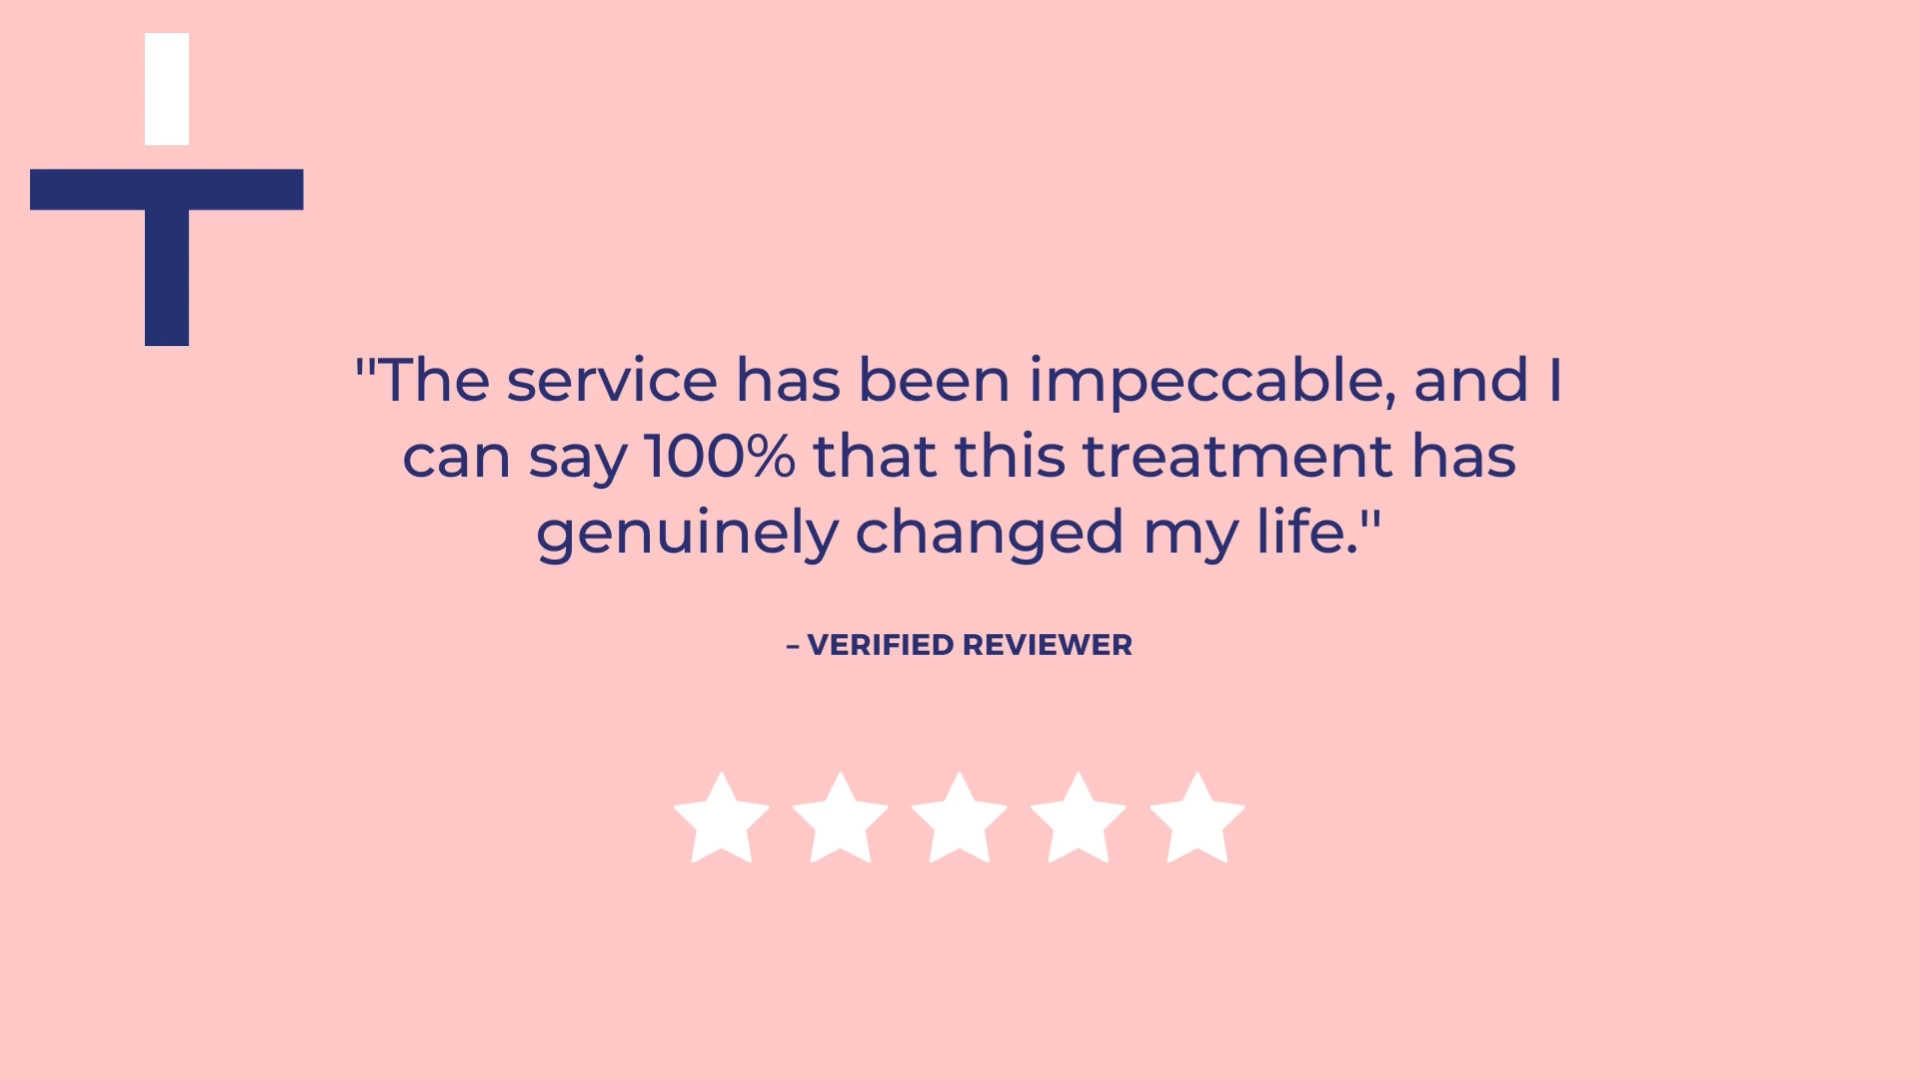 "The service has been impeccable, and I
can say 100% that this treatment has
genuinely changed my life."
– VERIFIED REVIEWER